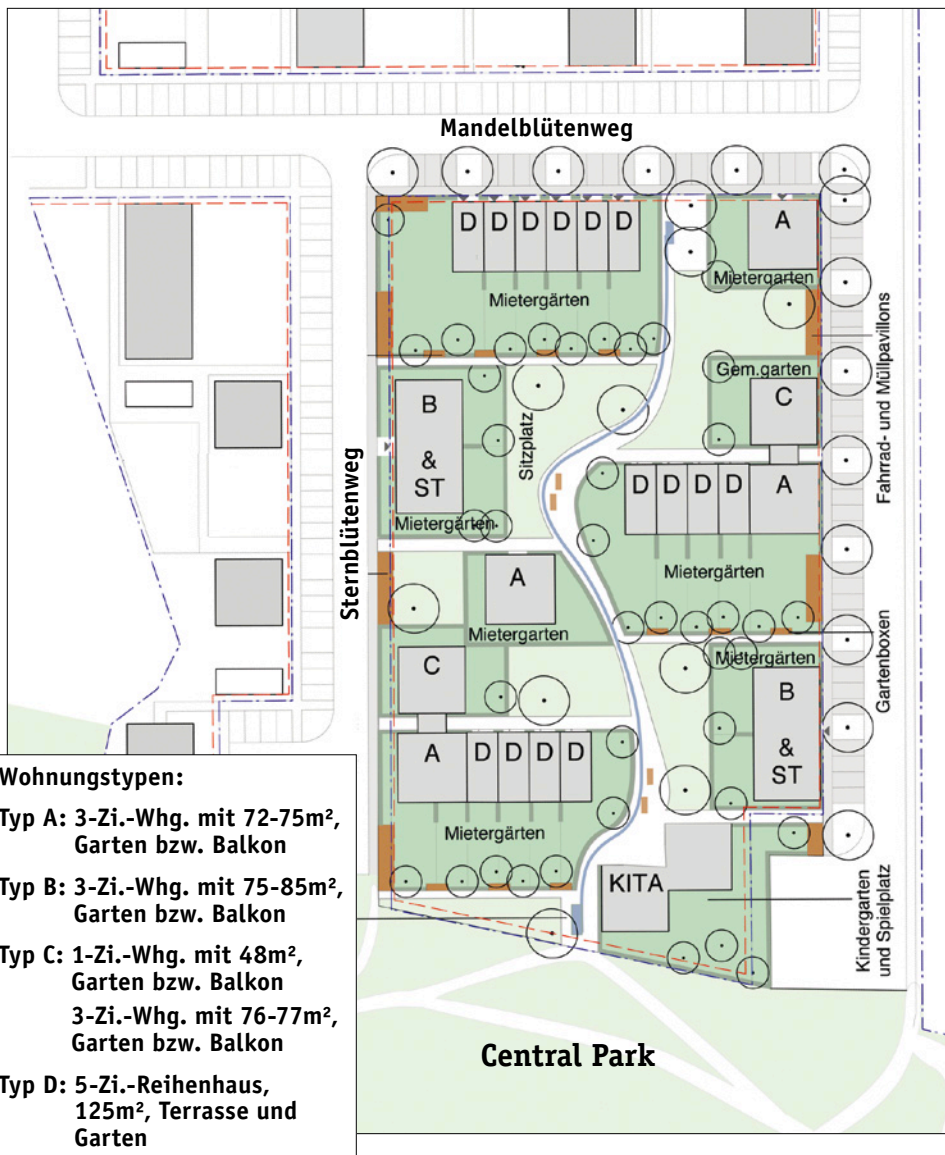 Mandelblütenweg
D D D D D D
A
Mietergarten
Mietergärten
Gem.garten
C
B
&
ST
Sitzplatz
Mietergärten
D D D D A
Mietergärten
Fahrrad- und Müllpavillons
Sternblütenweg
A
Mietergarten
C
Gartenboxen
Mietergärten
B
&
ST
A D D D D
Mietergärten
KITA
Kindergarten
und Spielplatz
Central Park
Wohnungstypen:
Typ A: 3-Zi.-Whg. mit 72-75m²,
Garten bzw. Balkon
Typ B: 3-Zi.-Whg. mit 75-85m²,
Garten bzw. Balkon
Typ C: 1-Zi.-Whg. mit 48m²,
Garten bzw. Balkon
3-Zi.-Whg. mit 76-77m²,
Garten bzw. Balkon
Typ D: 5-Zi.-Reihenhaus,
125m², Terrasse und
Garten